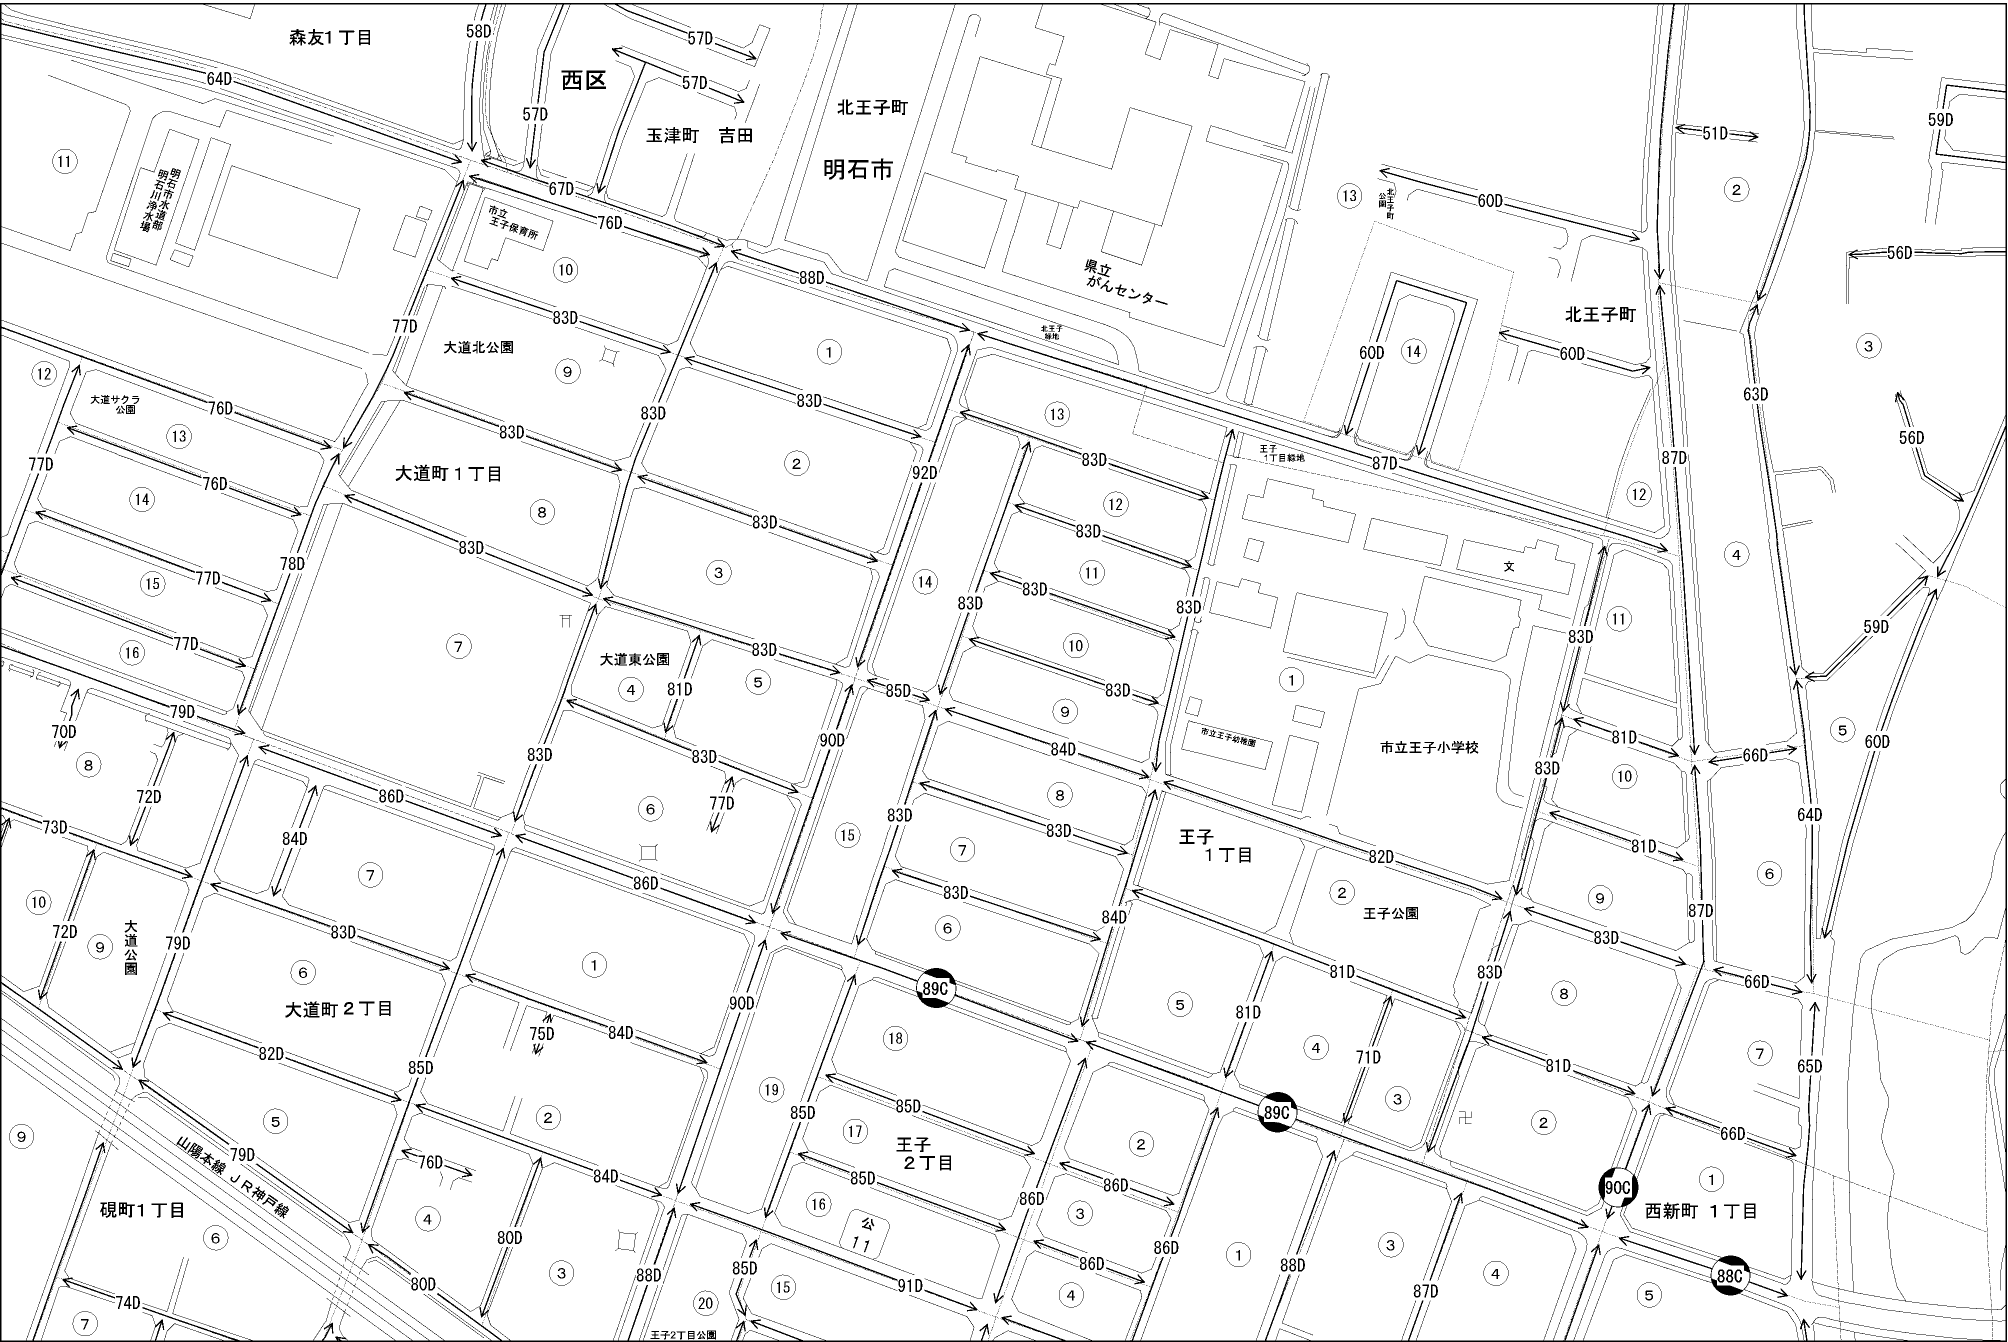 森友１丁目
58D
57D
64D
西区
57D
57D
北王子町
玉津町　吉田
明石市
51D
59D
11
明石市水道部
明石川浄水場
67D
76D
市立
王子保育所
13
北王子町
公園
60D
2
56D
10
88D
県立
がんセンター
77D
83D
大道北公園
北王子
緑地
北王子町
1
60D
14
60D
3
12
9
大道サクラ
公園
76D
83D
83D
13
63D
13
83D
大道町１丁目
2
92D
83D
王子
１丁目緑地
87D
87D
56D
77D
76D
14
8
83D
12
83D
12
78D
83D
3
14
11
文
4
15
77D
83D
83D
83D
11
59D
16
77D
7
大道東公園
83D
10
83D
4
81D
5
85D
83D
1
79D
70D
90D
9
市立王子幼稚園
84D
市立王子小学校
81D
5
60D
8
83D
83D
66D
72D
86D
77D
8
83D
10
6
83D
64D
73D
84D
15
83D
王子
１丁目
81D
7
7
82D
86D
83D
2
6
10
72D
9
大道公園
79D
83D
6
84D
王子公園
9
87D
83D
6
1
81D
83D
66D
大道町２丁目
90D
89C
5
81D
8
75D
84D
18
4
71D
7
82D
85D
81D
65D
19
3
2
5
85D
85D
89C
2
9
山陽本線　ＪＲ神戸線
79D
17
王子
２丁目
2
66D
76D
84D
85D
86D
86D
90C
1
硯町１丁目
4
16
公
11
3
西新町　１丁目
6
80D
86D
1
3
88D
85D
86D
88D
4
88C
80D
3
91D
87D
74D
7
20
15
4
5
王子２丁目公園